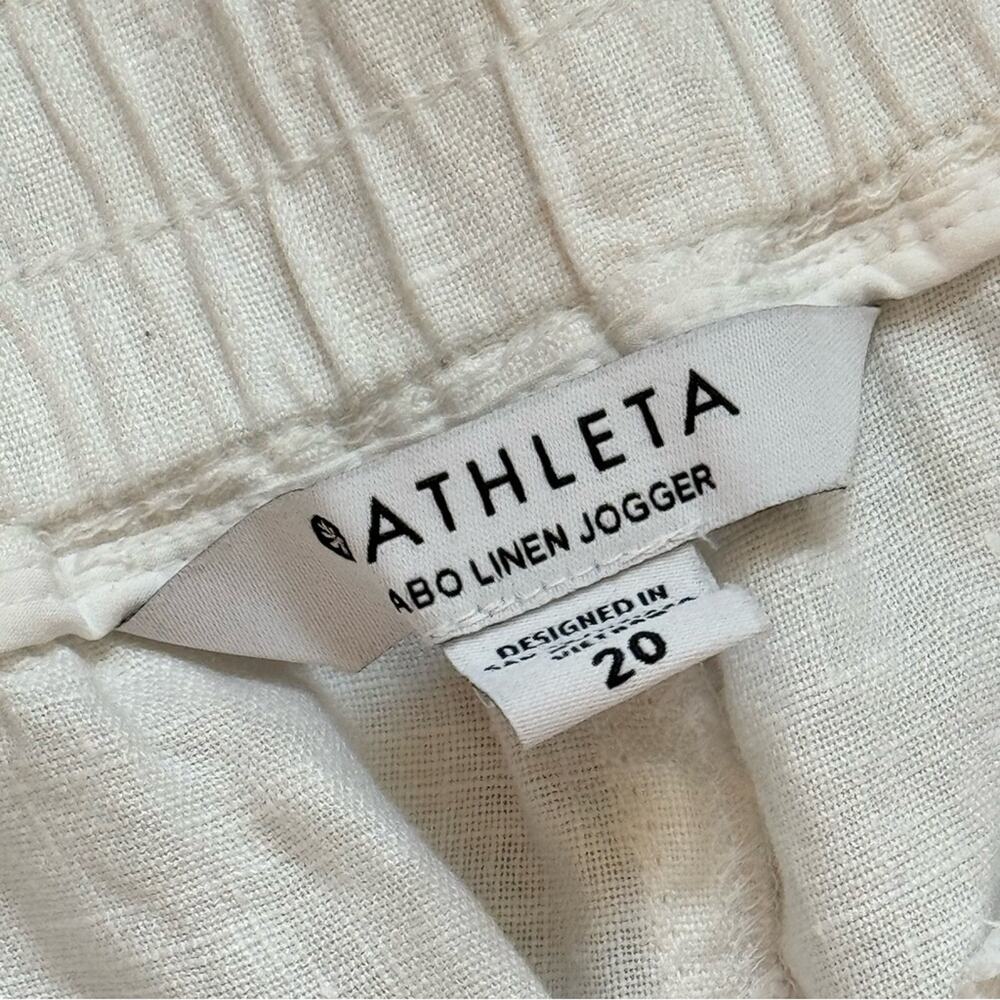 ATHLETA
ABO LINEN JOGGER
DESIGNED IN
20